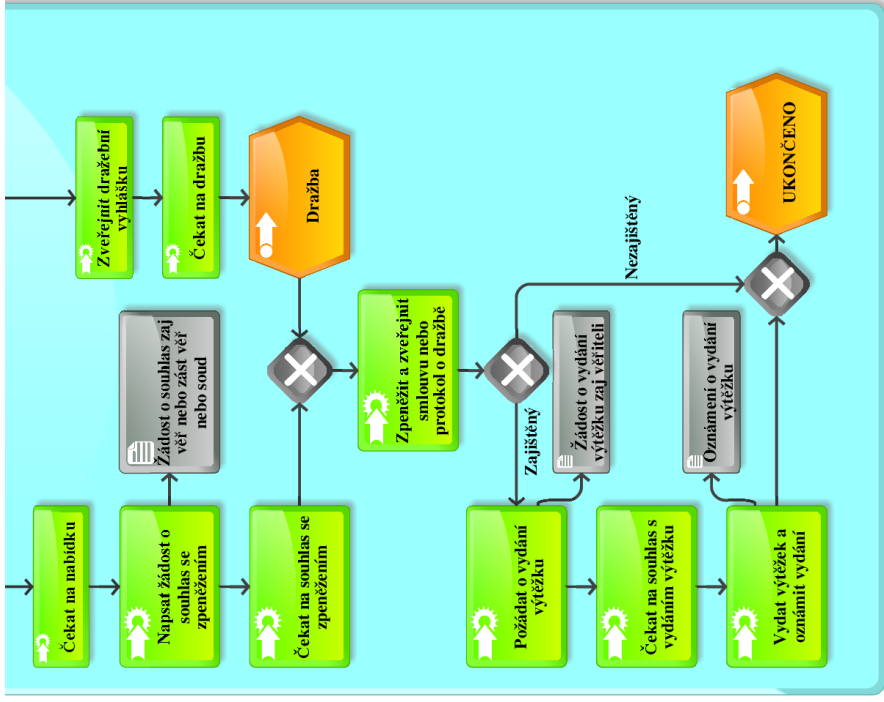 Zveřejnit dražební
vyhlášku
Čekat na dražbu
Dražba
Žádost o souhlas zaj
věř nebo zást věř
nebo soud
Čekat na nabídku
Napsat žádost o
souhlas se
zpeněžením
Čekat na souhlas se
zpeněžením
Zpeněžit a zveřejnit
smlouvu nebo
protokol o dražbě
Nezajištěný
Zajištěný
Žádost o vydání
výtěžku zaj věřiteli
Požádat o vydání
výtěžku
Čekat na souhlas s
vydáním výtěžku
Oznámení o vydání
výtěžku
Vydat výtěžek a
oznámit vydání
UKONČENO